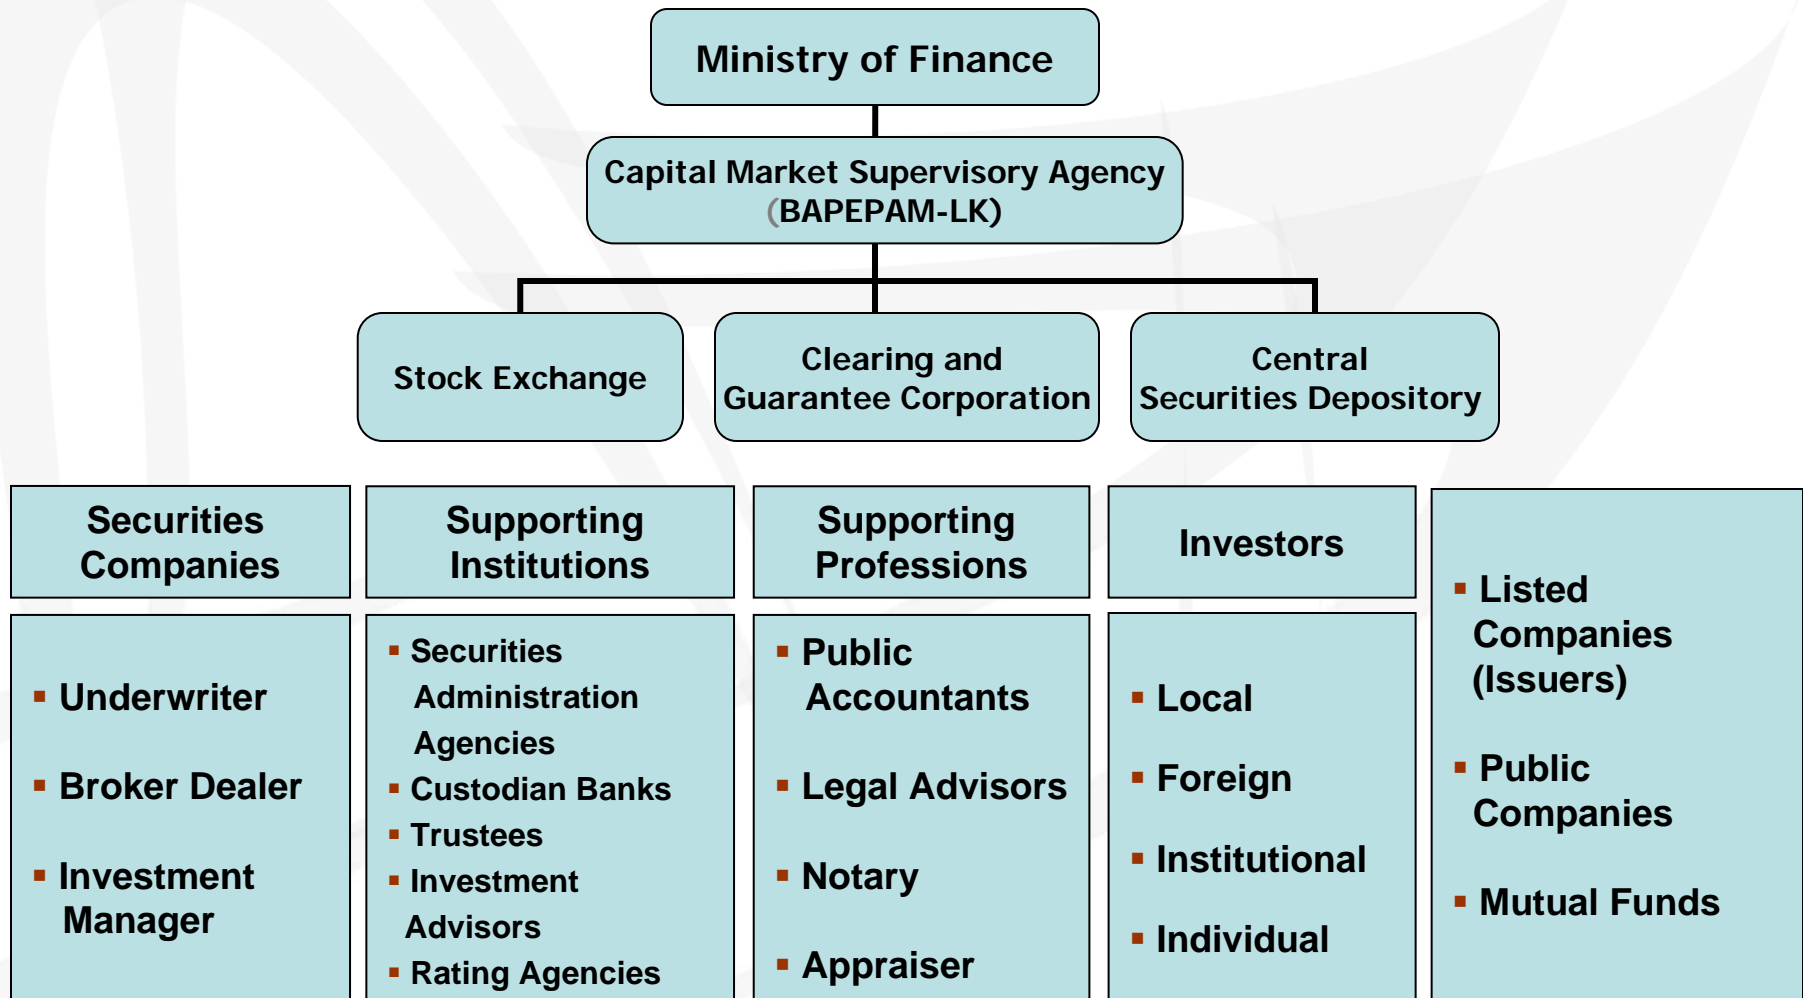 Ministry of Finance
Capital Market Supervisory Agency
(BAPEPAM-LK)
Stock Exchange
Clearing and
Guarantee Corporation
Central
Securities Depository
Securities
Companies
▪ Underwriter
▪ Broker Dealer
▪ Investment
Manager
Supporting
Institutions
▪ Securities
Administration
Agencies
▪ Custodian Banks
▪ Trustees
▪ Investment
Advisors
▪ Rating Agencies
Supporting
Professions
▪ Public
Accountants
▪ Legal Advisors
▪ Notary
▪ Appraiser
Investors
▪ Local
▪ Foreign
▪ Institutional
▪ Individual
▪ Listed
Companies
(Issuers)
▪ Public
Companies
▪ Mutual Funds